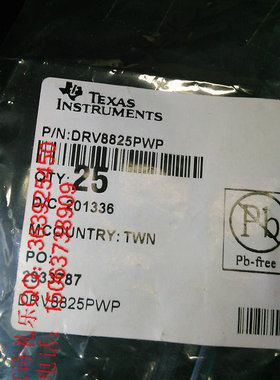 TEXAS
INSTRUMENTS
P/N:DRV8825PWP
QTY: 25
D/C: 201336
MCOUNTRY: TWN
PO:
DRV8825PWP
Pb
Pb-free